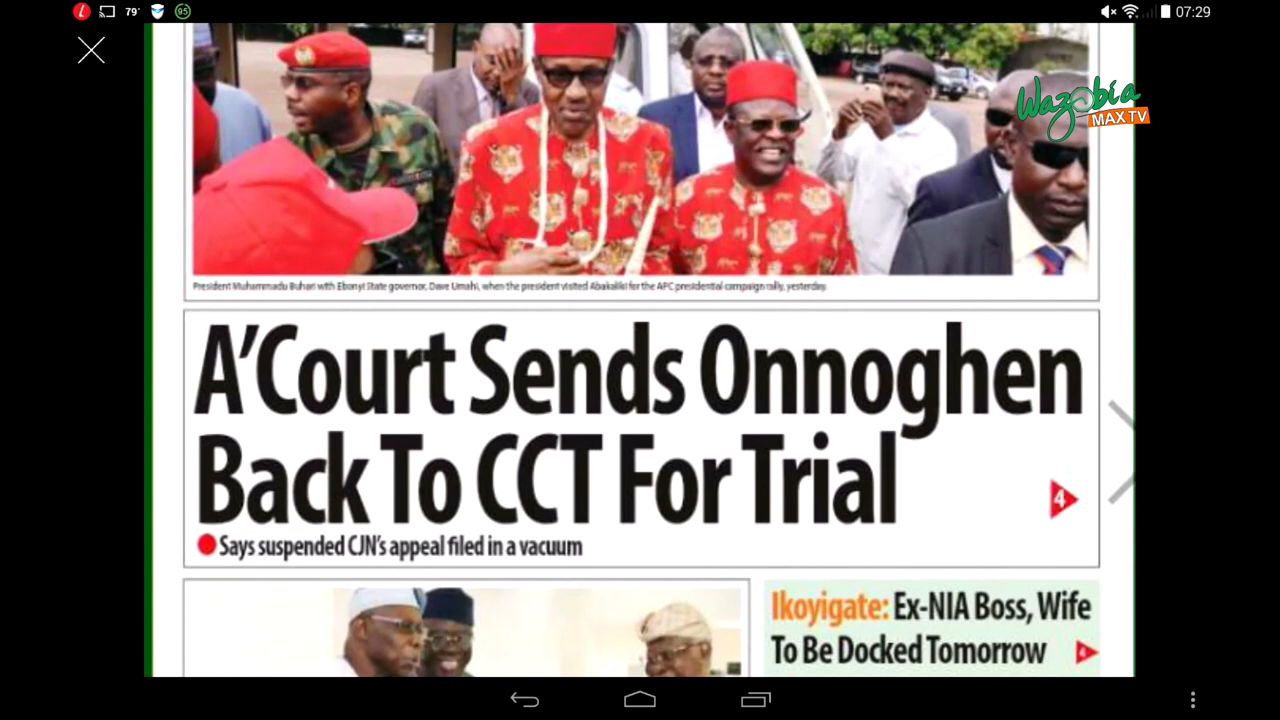 79°
95
07:29
Wazobia
MAX TV
President Muhammadu Buhari with Ebonyi State governor, Dave Umahi, when the president visited Abakaliki for the APC presidential campaign rally, yesterday.
A'Court Sends Onnoghen
Back To CCT For Trial
4
Says suspended CJN's appeal filed in a vacuum
Ikoyigate: Ex-NIA Boss, Wife
To Be Docked Tomorrow
4